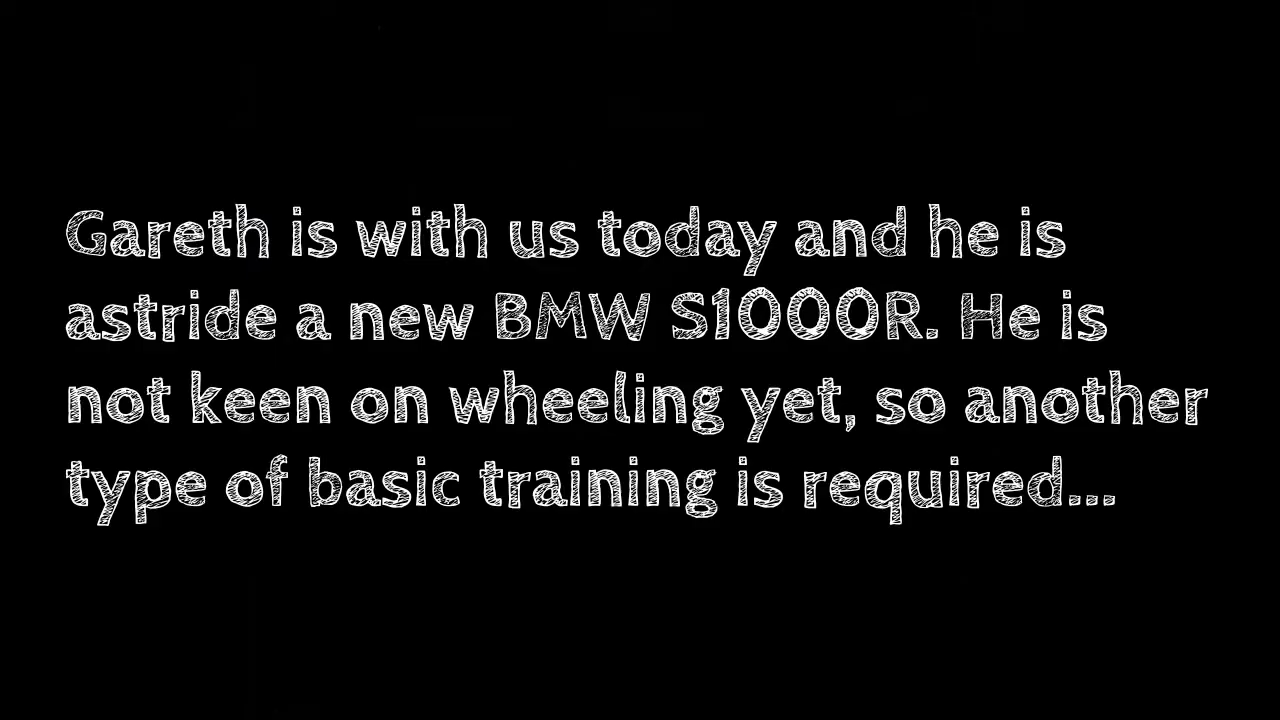 Gareth is with us today and he is
astride a new BMW S1000R. He is
not keen on wheeling yet, so another
type of basic training is required...